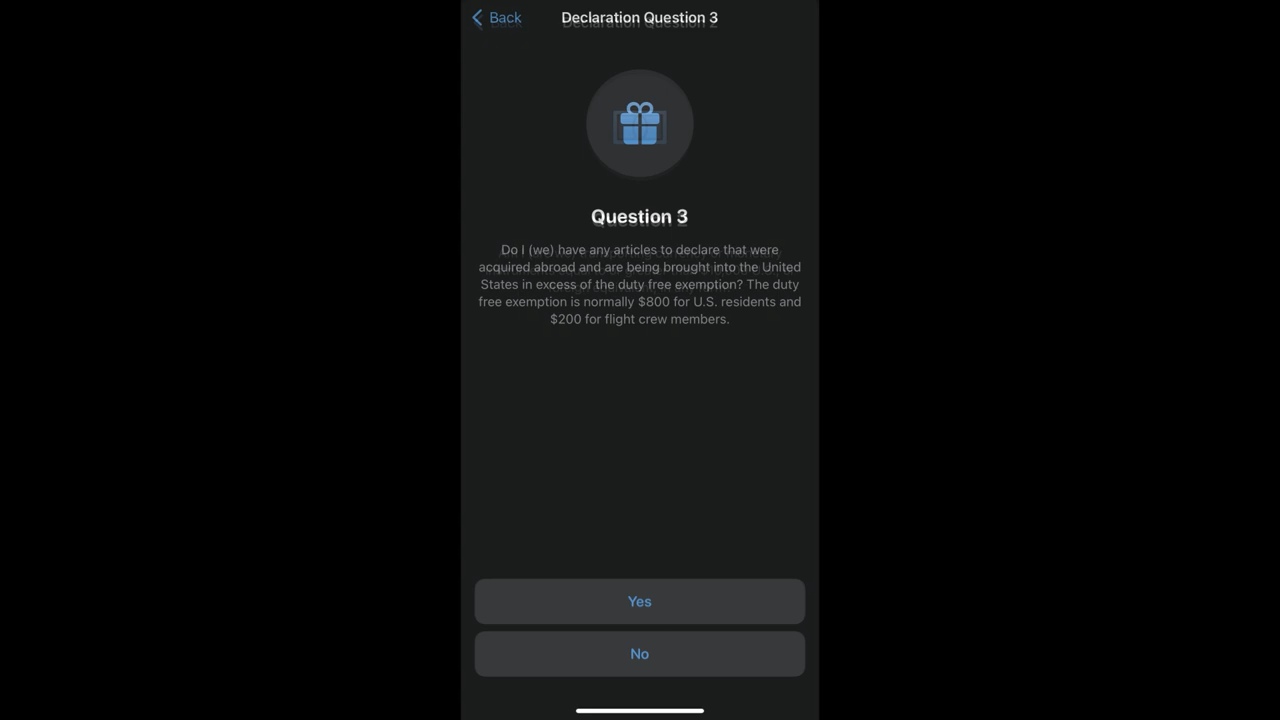 Back
Declaration Question 3
Question 3
Do I (we) have any articles to declare that were
acquired abroad and are being brought into the United
States in excess of the duty free exemption? The duty
free exemption is normally $800 for U.S. residents and
$200 for flight crew members.
Yes
No